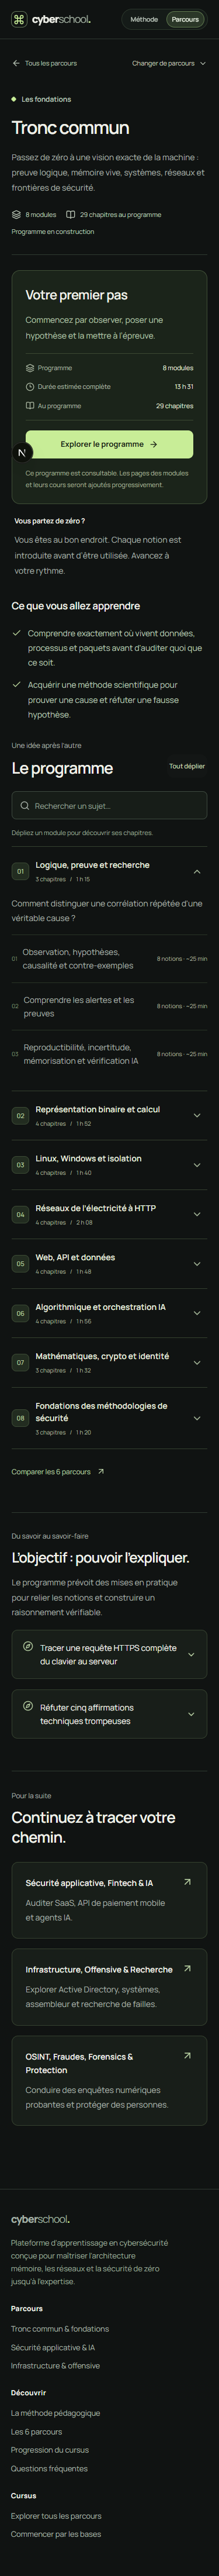 cyberschool.
Méthode
Parcours
Tous les parcours
Changer de parcours
Les fondations
Tronc commun
Passez de zéro à une vision exacte de la machine :
preuve logique, mémoire vive, systèmes, réseaux et
frontières de sécurité.
8 modules
29 chapitres au programme
Programme en construction
Votre premier pas
Commencez par observer, poser une
hypothèse et la mettre à l'épreuve.
Programme
8 modules
Durée estimée complète
13 h 31
Au programme
29 chapitres
Explorer le programme
N
Ce programme est consultable. Les pages des modules
et leurs cours seront ajoutés progressivement.
Vous partez de zéro ?
Vous êtes au bon endroit. Chaque notion est
introduite avant d'être utilisée. Avancez à
votre rythme.
Ce que vous allez apprendre
Comprendre exactement où vivent données,
processus et paquets avant d'auditer quoi que
ce soit.
Acquérir une méthode scientifique pour
prouver une cause et réfuter une fausse
hypothèse.
Une idée après l'autre
Le programme
Tout déplier
Rechercher un sujet…
Dépliez un module pour découvrir ses chapitres.
01
Logique, preuve et recherche
3 chapitres / 1 h 15
Comment distinguer une corrélation répétée d'une
véritable cause ?
01
Observation, hypothèses,
causalité et contre-exemples
8 notions · ~25 min
02
Comprendre les alertes et les
preuves
8 notions · ~25 min
03
Reproductibilité, incertitude,
mémorisation et vérification IA
8 notions · ~25 min
02
Représentation binaire et calcul
4 chapitres / 1 h 52
03
Linux, Windows et isolation
4 chapitres / 1 h 40
04
Réseaux de l'électricité à HTTP
4 chapitres / 2 h 08
05
Web, API et données
4 chapitres / 1 h 48
06
Algorithmique et orchestration IA
4 chapitres / 1 h 56
07
Mathématiques, crypto et identité
3 chapitres / 1 h 32
08
Fondations des méthodologies de
sécurité
3 chapitres / 1 h 20
Comparer les 6 parcours
Du savoir au savoir-faire
L'objectif : pouvoir l'expliquer.
Le programme prévoit des mises en pratique
pour relier les notions et construire un
raisonnement vérifiable.
Tracer une requête HTTPS complète
du clavier au serveur
Réfuter cinq affirmations
techniques trompeuses
Pour la suite
Continuez à tracer votre
chemin.
Sécurité applicative, Fintech & IA
Auditer SaaS, API de paiement mobile
et agents IA.
Infrastructure, Offensive & Recherche
Explorer Active Directory, systèmes,
assembleur et recherche de failles.
OSINT, Fraudes, Forensics &
Protection
Conduire des enquêtes numériques
probantes et protéger des personnes.
cyberschool.
Plateforme d'apprentissage en cybersécurité
conçue pour maîtriser l'architecture
mémoire, les réseaux et la sécurité de zéro
jusqu'à l'expertise.
Parcours
Tronc commun & fondations
Sécurité applicative & IA
Infrastructure & offensive
Découvrir
La méthode pédagogique
Les 6 parcours
Progression du cursus
Questions fréquentes
Cursus
Explorer tous les parcours
Commencer par les bases